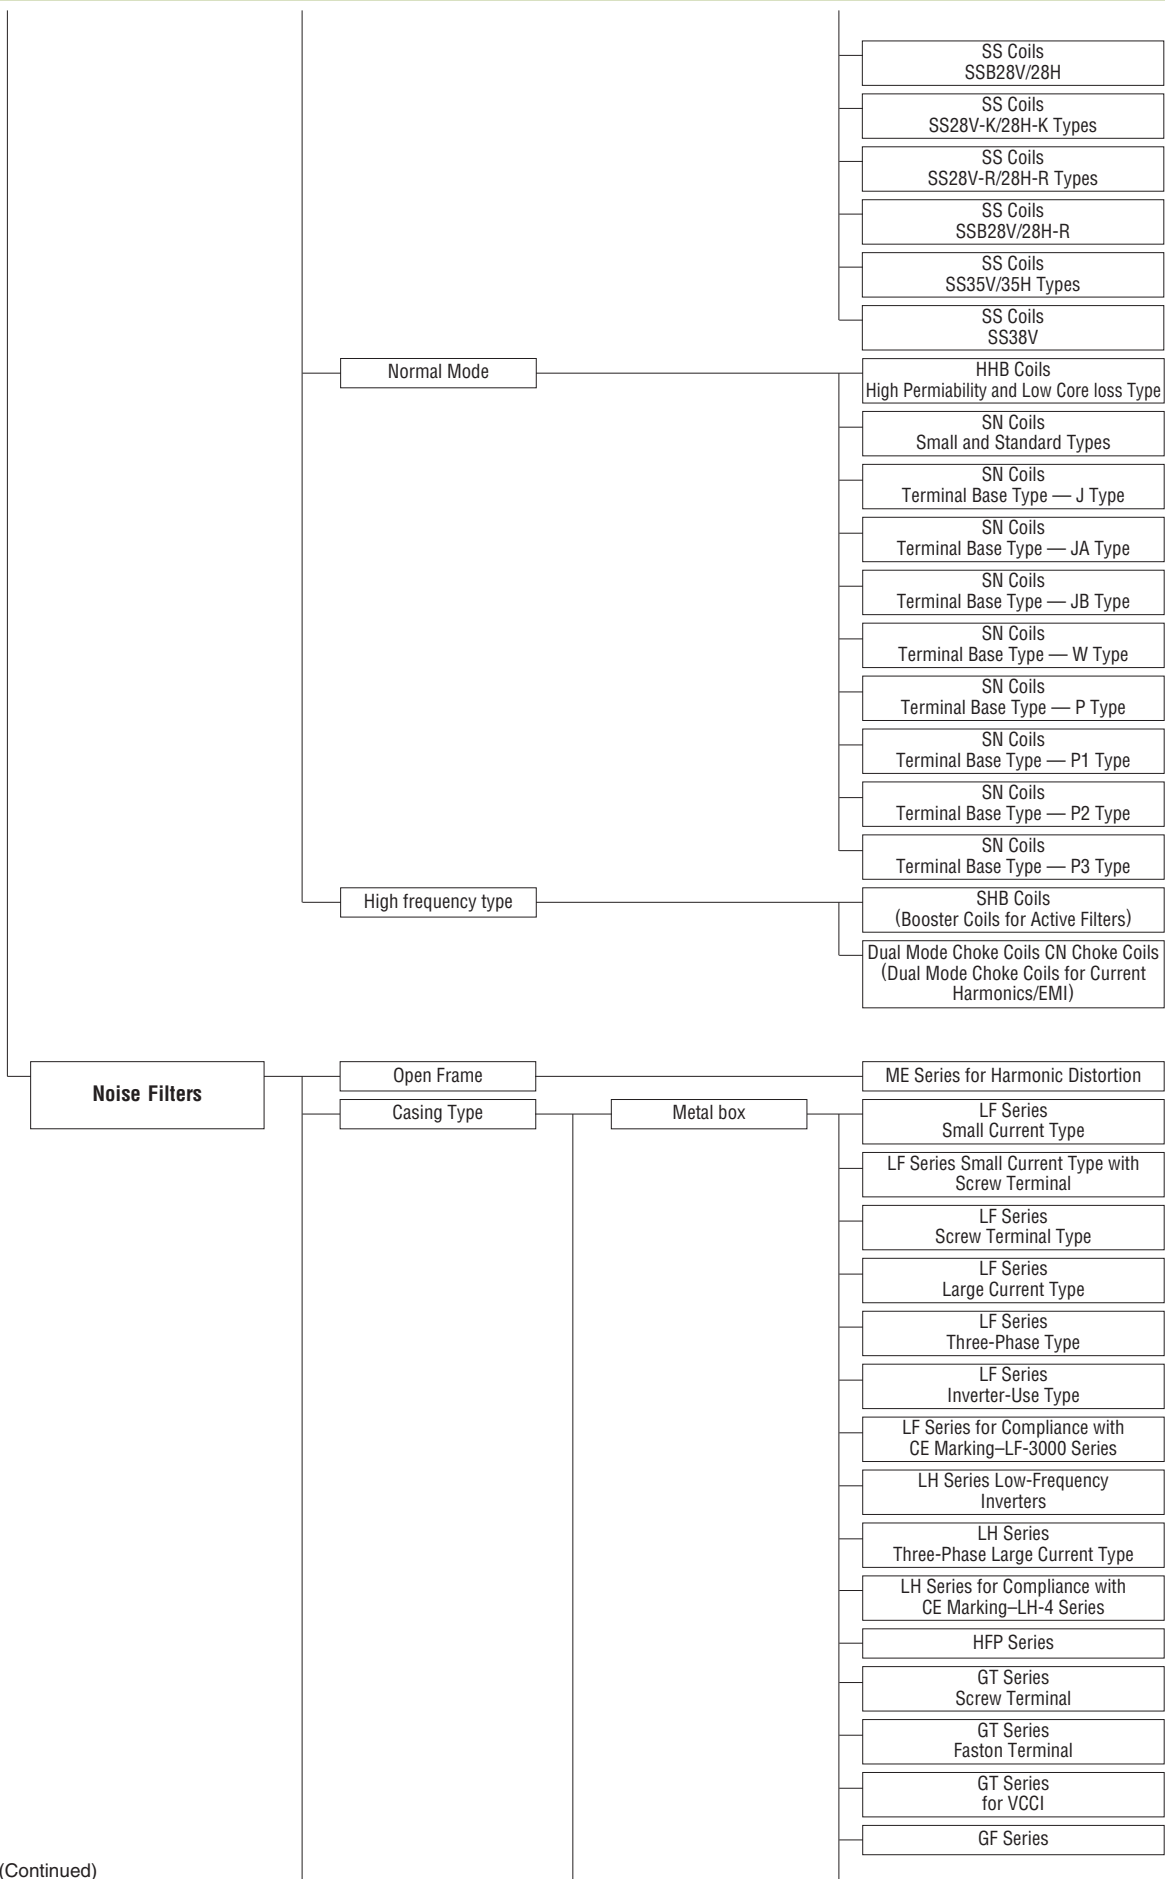 SS Coils
SSB28V/28H
SS Coils
SS28V-K/28H-K Types
SS Coils
SS28V-R/28H-R Types
SS Coils
SSB28V/28H-R
SS Coils
SS35V/35H Types
SS Coils
SS38V
Normal Mode
HHB Coils
High Permiability and Low Core loss Type
SN Coils
Small and Standard Types
SN Coils
Terminal Base Type — J Type
SN Coils
Terminal Base Type — JA Type
SN Coils
Terminal Base Type — JB Type
SN Coils
Terminal Base Type — W Type
SN Coils
Terminal Base Type — P Type
SN Coils
Terminal Base Type — P1 Type
SN Coils
Terminal Base Type — P2 Type
SN Coils
Terminal Base Type — P3 Type
High frequency type
SHB Coils
(Booster Coils for Active Filters)
Dual Mode Choke Coils CN Choke Coils
(Dual Mode Choke Coils for Current
Harmonics/EMI)
Noise Filters
Open Frame
ME Series for Harmonic Distortion
Casing Type
Metal box
LF Series
Small Current Type
LF Series Small Current Type with
Screw Terminal
LF Series
Screw Terminal Type
LF Series
Large Current Type
LF Series
Three-Phase Type
LF Series
Inverter-Use Type
LF Series for Compliance with
CE Marking–LF-3000 Series
LH Series Low-Frequency
Inverters
LH Series
Three-Phase Large Current Type
LH Series for Compliance with
CE Marking–LH-4 Series
HFP Series
GT Series
Screw Terminal
GT Series
Faston Terminal
GT Series
for VCCI
GF Series
(Continued)